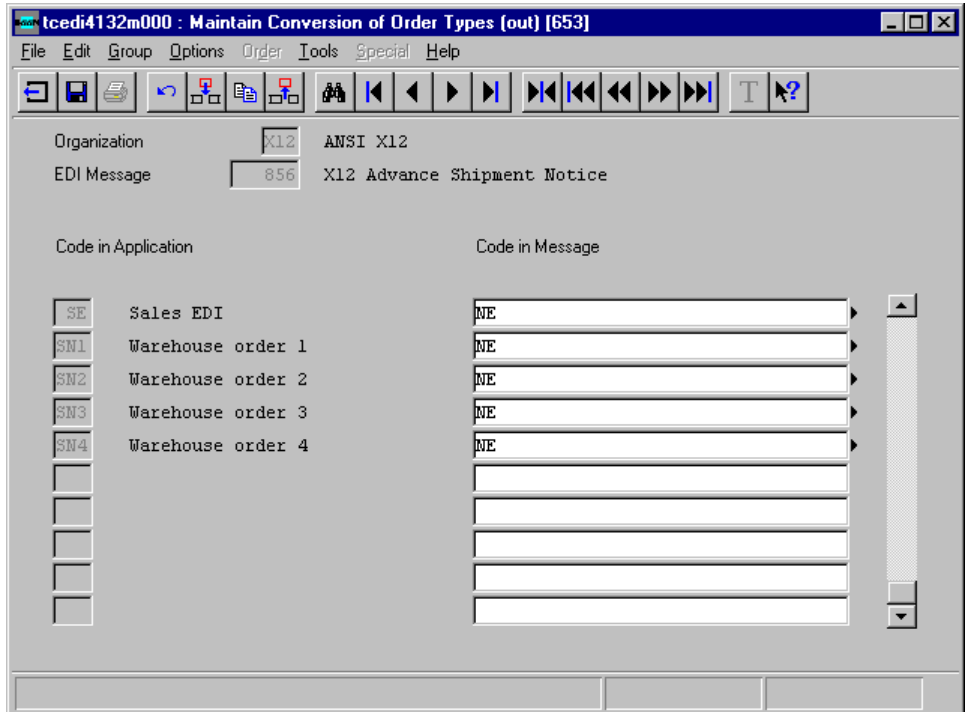 tcedi4132m000 : Maintain Conversion of Order Types (out) [653]
File Edit Group Options Order Tools Special Help
T ?
Organization X12 ANSI X12
EDI Message 856 X12 Advance Shipment Notice
Code in Application Code in Message
SE Sales EDI NE
SN1 Warehouse order 1 NE
SN2 Warehouse order 2 NE
SN3 Warehouse order 3 NE
SN4 Warehouse order 4 NE